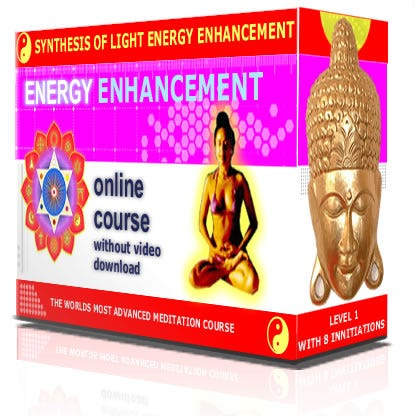 SYNTHESIS OF LIGHT ENERGY ENHANCEMENT
ENERGY ENHANCEMENT
online
course
without video
download
THE WORLDS MOST ADVANCED MEDITATION COURSE
LEVEL 1
WITH 8 INNITIATIONS